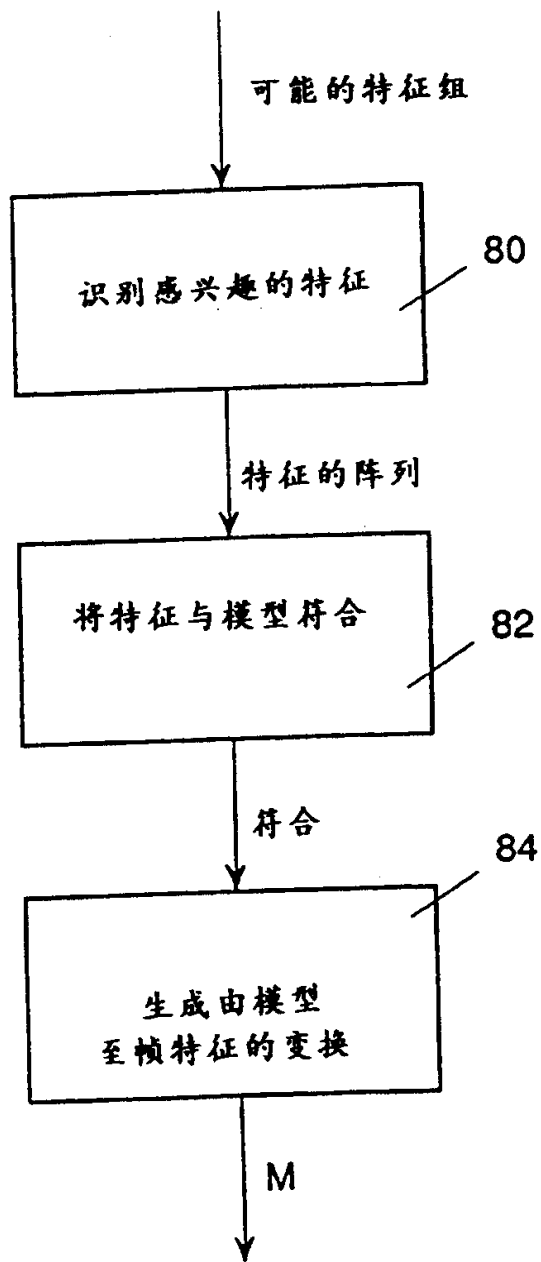 可能的特征组
80
识别感兴趣的特征
特征的阵列
82
将特征与模型符合
符合
84
生成由模型
至帧特征的变换
M